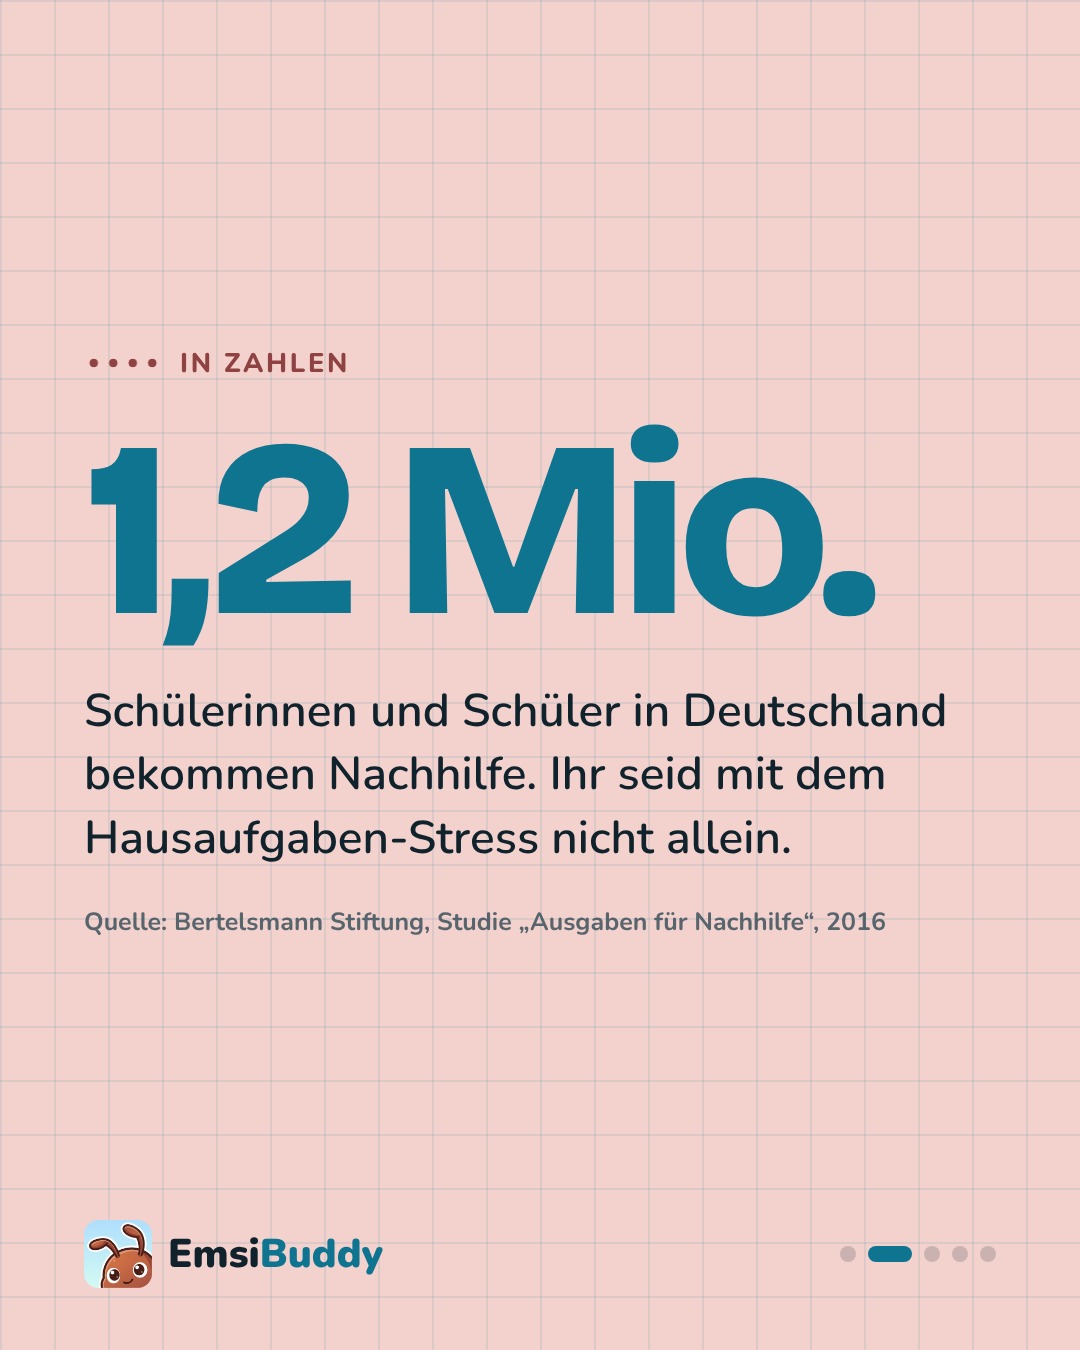 IN ZAHLEN
1,2 Mio.
Schülerinnen und Schüler in Deutschland
bekommen Nachhilfe. Ihr seid mit dem
Hausaufgaben-Stress nicht allein.
Quelle: Bertelsmann Stiftung, Studie „Ausgaben für Nachhilfe“, 2016
EmsiBuddy